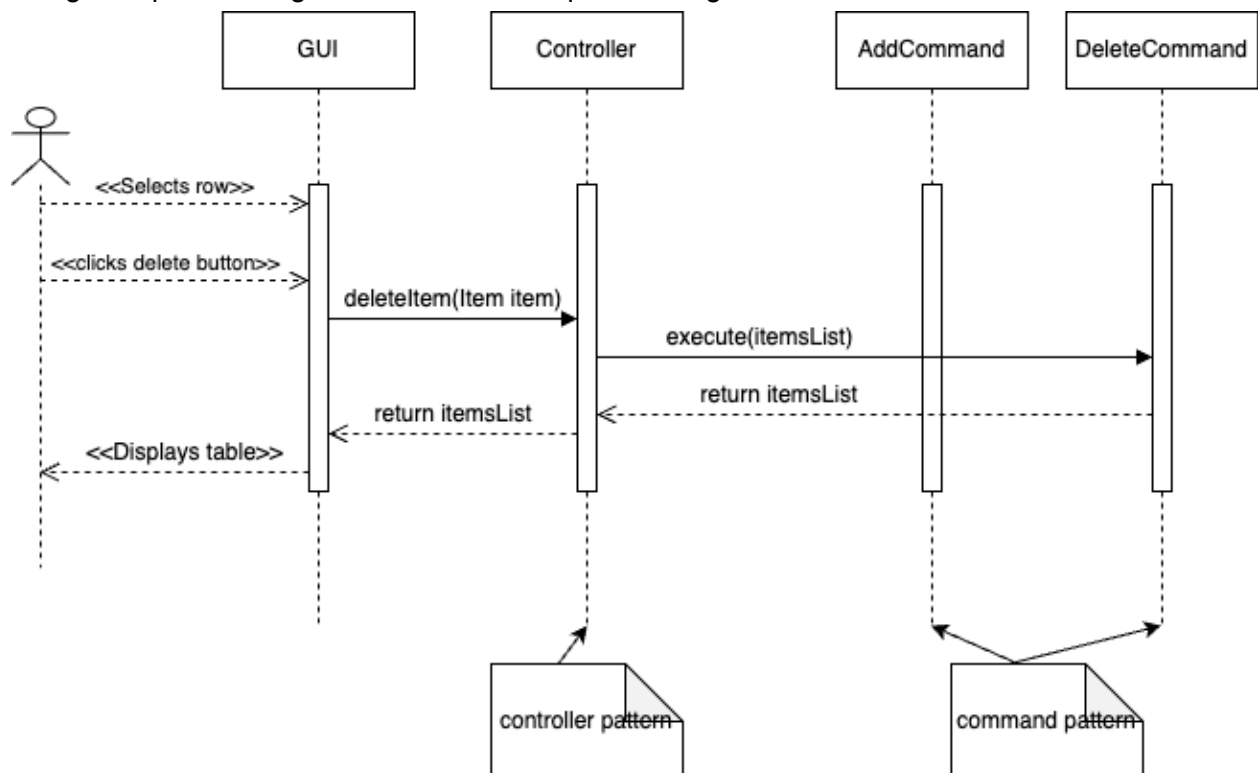 GUI
Controller
AddCommand
DeleteCommand
<<Selects row>>
<<clicks delete button>>
deleteItem(Item item)
execute(itemsList)
return itemsList
return itemsList
<<Displays table>>
controller pattern
command pattern